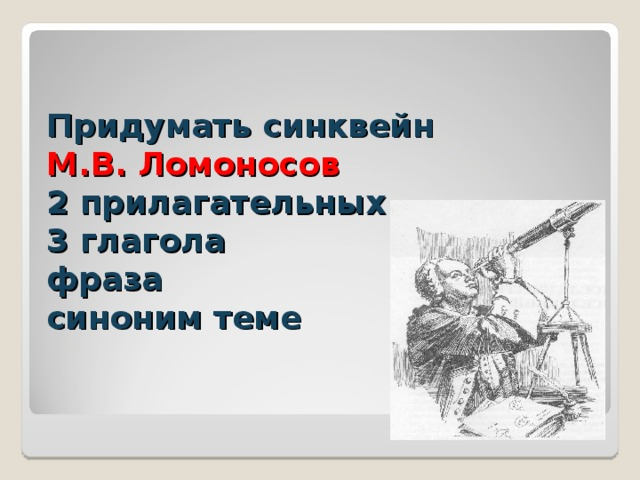 Придумать синквейн
М.В. Ломоносов
2 прилагательных
3 глагола
фраза
синоним теме